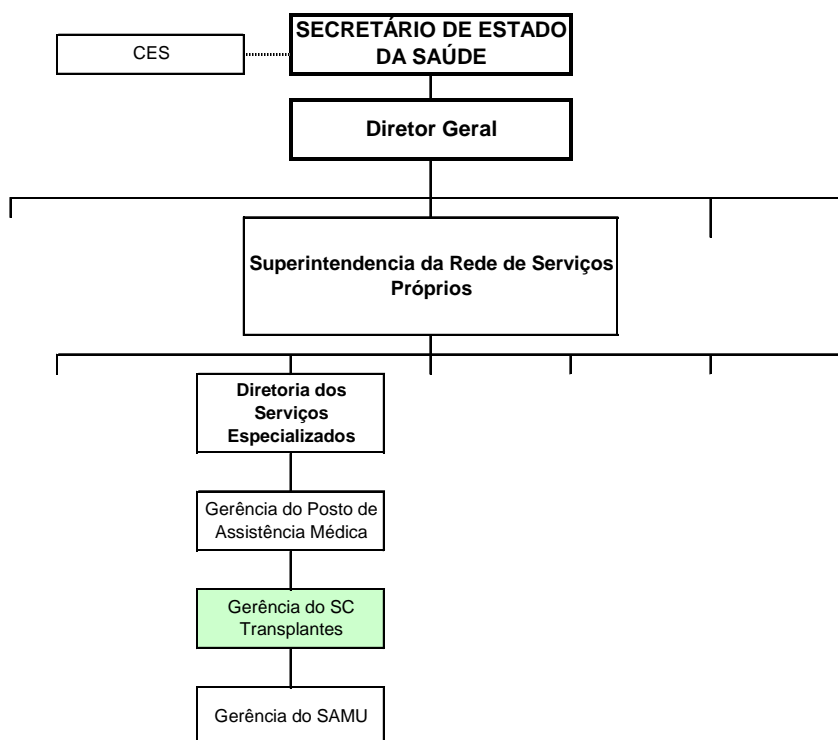 SECRETÁRIO DE ESTADO
DA SAÚDE
CES
Diretor Geral
Superintendencia da Rede de Serviços
Próprios
Diretoria dos
Serviços
Especializados
Gerência do Posto de
Assistência Médica
Gerência do SC
Transplantes
Gerência do SAMU